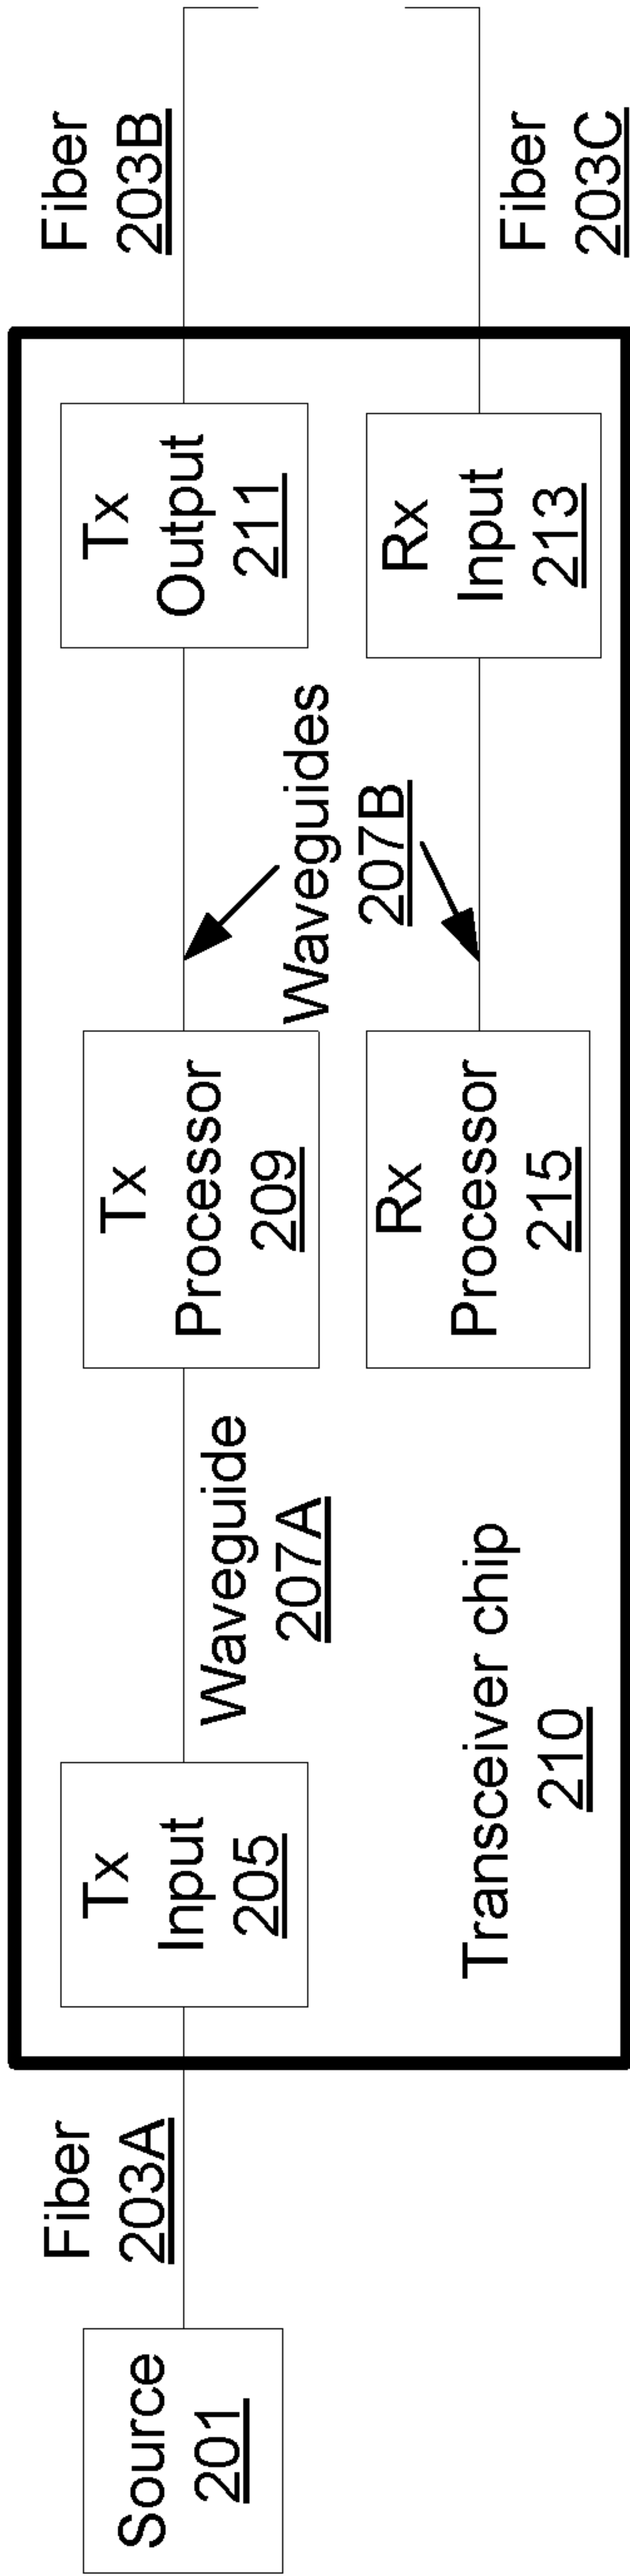 Source
201
Fiber
203A
Tx
Input
205
Waveguide
207A
Tx
Processor
209
Waveguides
207B
Tx
Output
211
Fiber
203B
Transceiver chip
210
Rx
Processor
215
Rx
Input
213
Fiber
203C